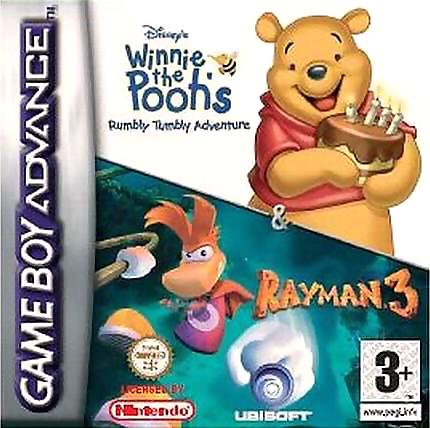 GAME BOY ADVANCE™
Disney's
Winnie
the
Pooh's
Rumbly Tumbly Adventure
&
RAYMAN 3
LICENSED BY
Nintendo
UBISOFT
3+
www.pegi.info